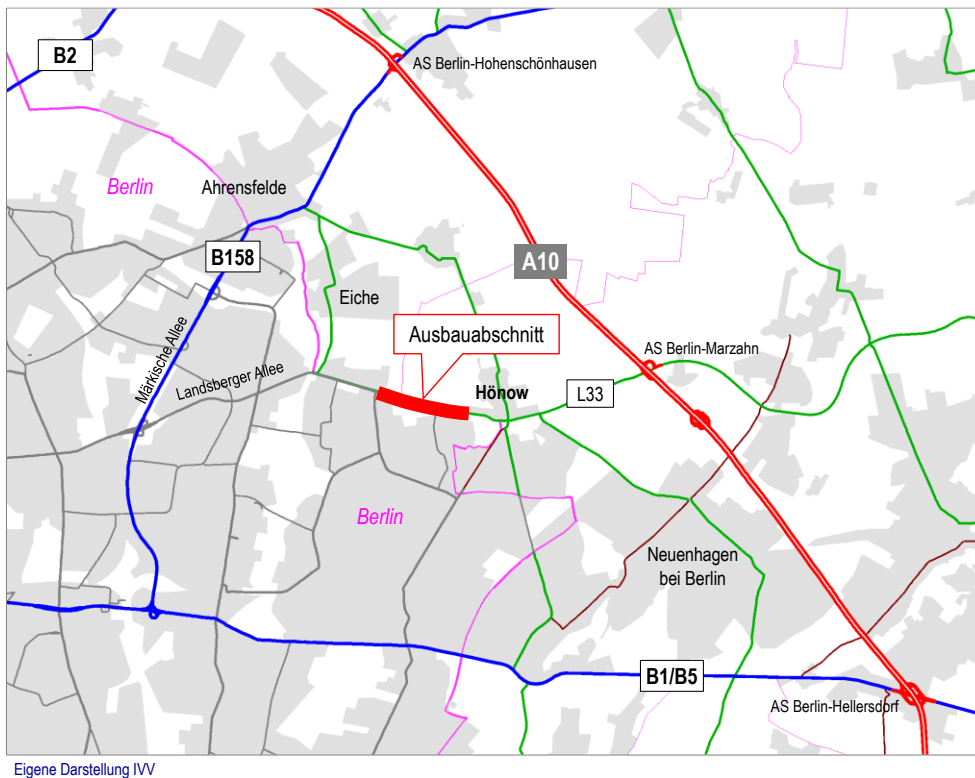 B2
AS Berlin-Hohenschönhausen
Berlin
Ahrensfelde
B158
A10
Eiche
Ausbauabschnitt
Märkische Allee
AS Berlin-Marzahn
Landsberger Allee
Hönow
L33
Berlin
Neuenhagen
bei Berlin
B1/B5
AS Berlin-Hellersdorf
Eigene Darstellung IVV